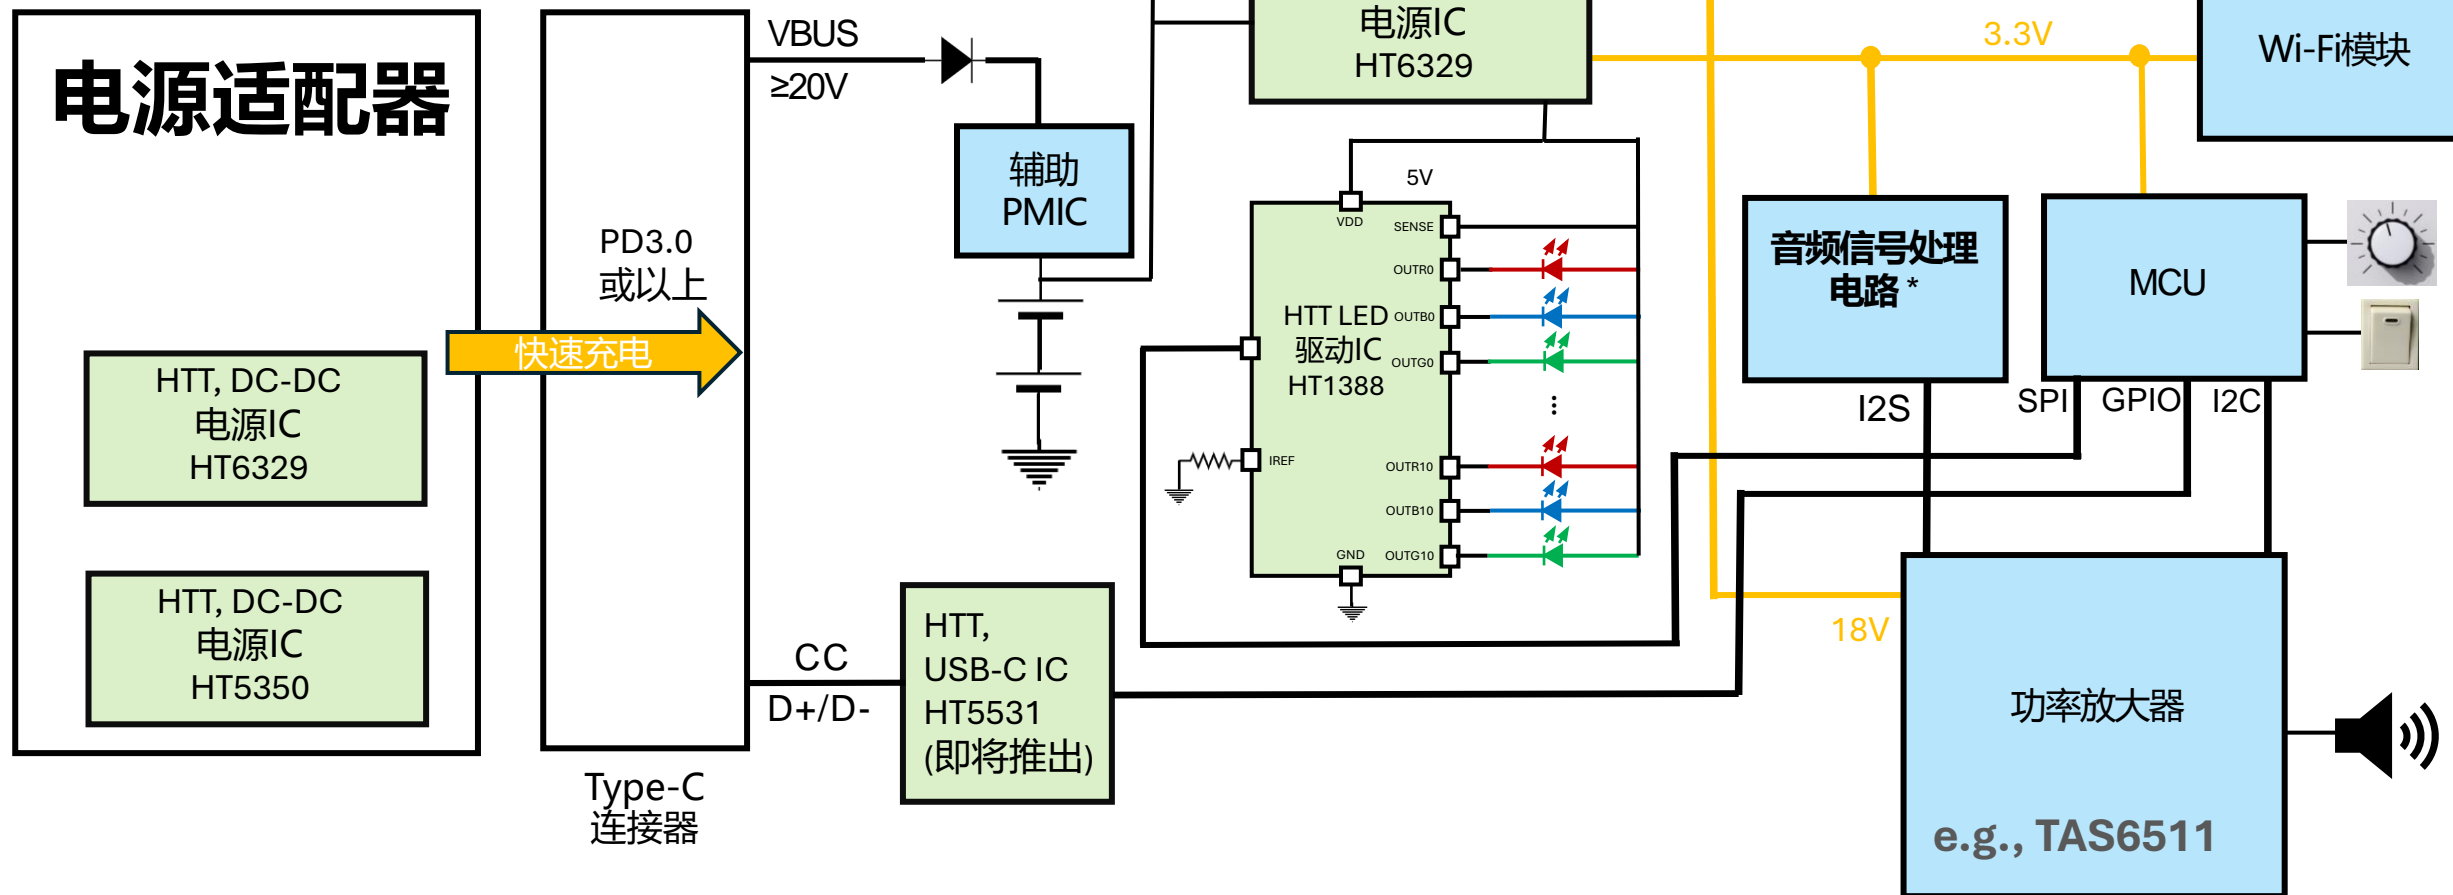 电源适配器
HTT, DC-DC
电源IC
HT6329
HTT, DC-DC
电源IC
HT5350
快速充电
PD3.0
或以上
Type-C
连接器
VBUS
≥20V
辅助
PMIC
CC
D+/D-
HTT,
USB-C IC
HT5531
(即将推出)
电源IC
HT6329
5V
VDD
SENSE
OUTR0
OUTB0
OUTG0
HTT LED
驱动IC
HT1388
IREF
OUTR10
OUTB10
OUTG10
GND
3.3V
Wi-Fi模块
音频信号处理
电路 *
MCU
I2S
SPI
GPIO
I2C
18V
功率放大器
e.g., TAS6511